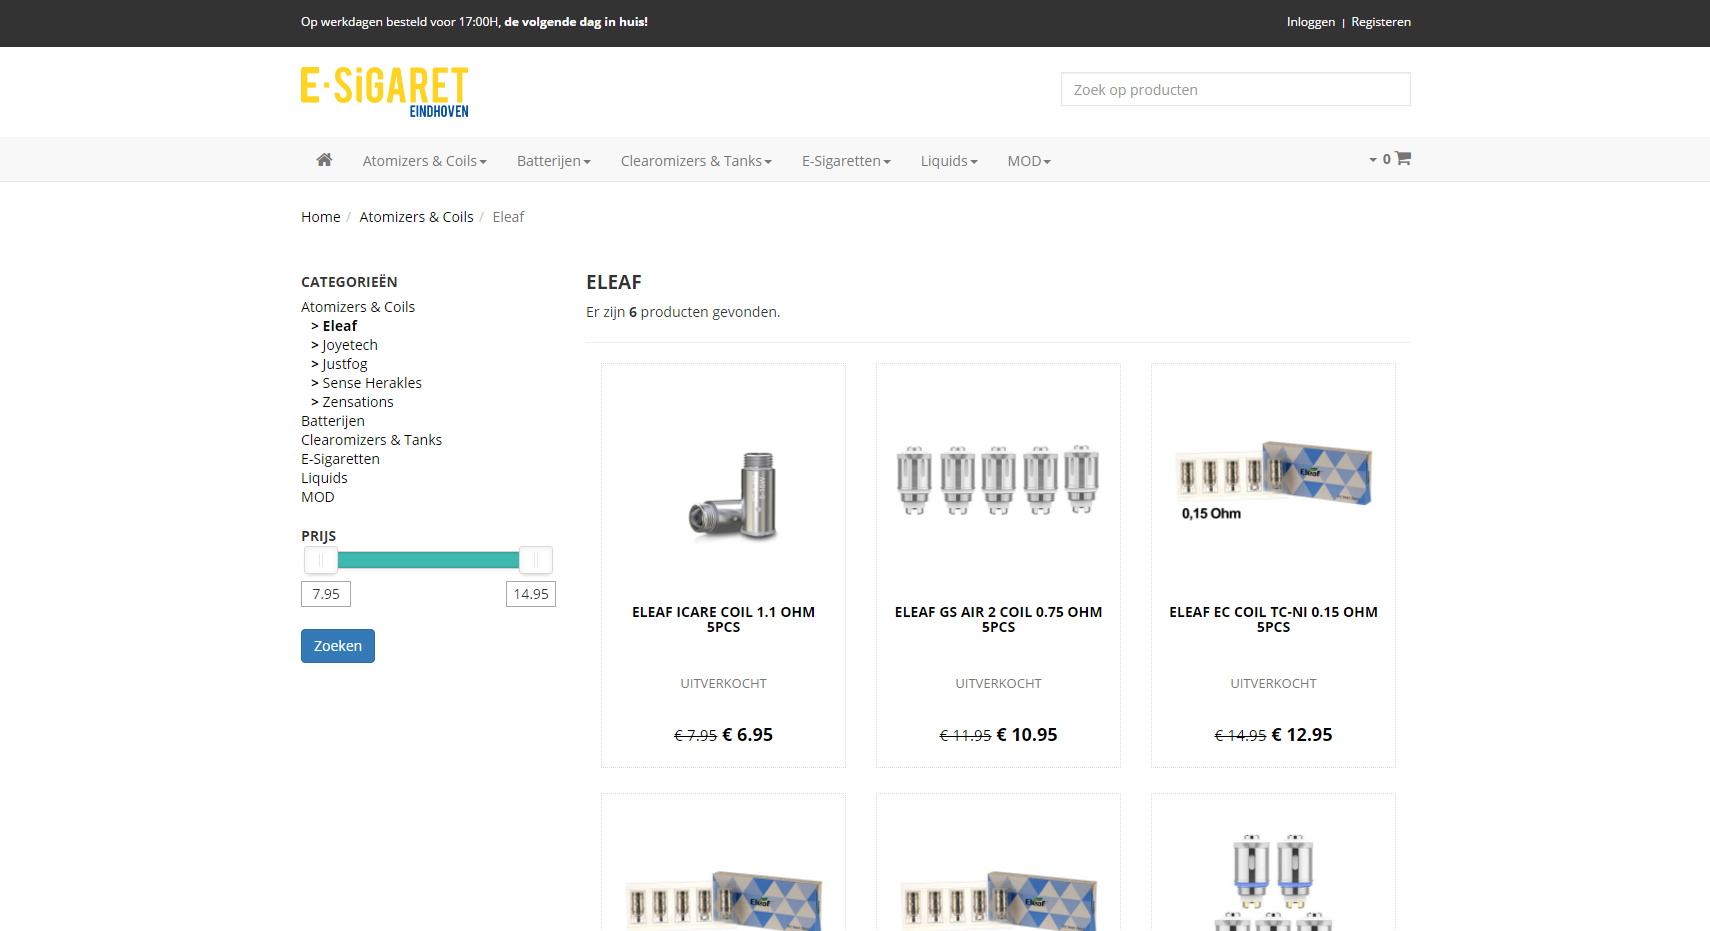 Op werkdagen besteld voor 17:00H, de volgende dag in huis!
Inloggen | Registeren
E-SiGARET
EINDHOVEN
Zoek op producten
Atomizers & Coils
Batterijen
Clearomizers & Tanks
E-Sigaretten
Liquids
MOD
0
Home / Atomizers & Coils / Eleaf
CATEGORIEËN
Atomizers & Coils
> Eleaf
> Joyetech
> Justfog
> Sense Herakles
> Zensations
Batterijen
Clearomizers & Tanks
E-Sigaretten
Liquids
MOD
PRIJS
7.95
14.95
Zoeken
ELEAF
Er zijn 6 producten gevonden.
ELEAF ICARE COIL 1.1 OHM
5PCS
UITVERKOCHT
€ 7.95 € 6.95
ELEAF GS AIR 2 COIL 0.75 OHM
5PCS
UITVERKOCHT
€ 11.95 € 10.95
Eleaf
0,15 Ohm
ELEAF EC COIL TC-NI 0.15 OHM
5PCS
UITVERKOCHT
€ 14.95 € 12.95
Eleaf
Eleaf